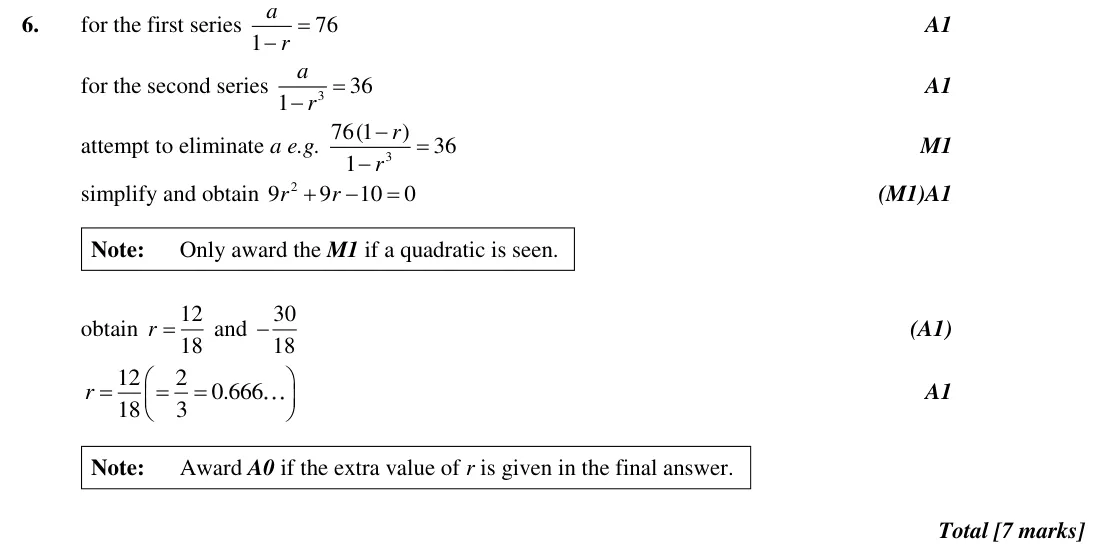 6. for the first series a/(1−r) = 76 A1
for the second series a/(1−r³) = 36 A1
attempt to eliminate a e.g. 76(1−r)/(1−r³) = 36 M1
simplify and obtain 9r² + 9r − 10 = 0 (M1)A1
Note: Only award the M1 if a quadratic is seen.
obtain r = 12/18 and −30/18 (A1)
r = 12/18 (= 2/3 = 0.666…) A1
Note: Award A0 if the extra value of r is given in the final answer.
Total [7 marks]